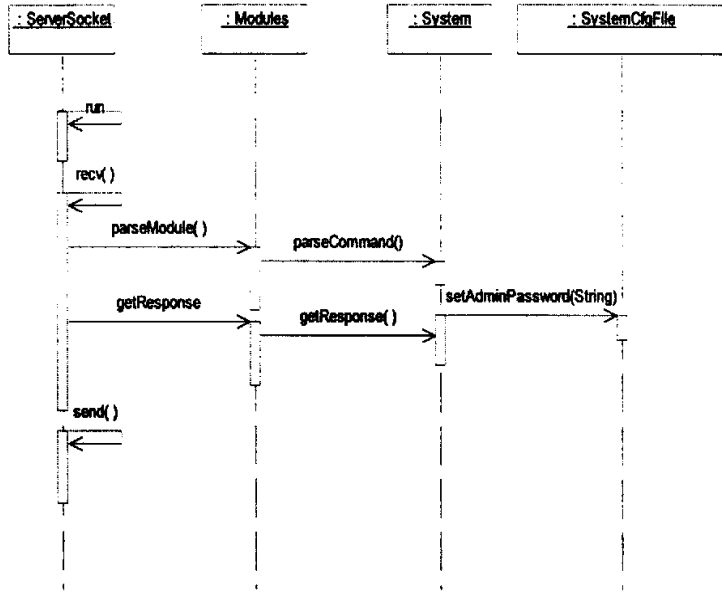 : ServerSocket
: Modules
: System
: SystemCfgFile
run
recv( )
parseModule( )
parseCommand()
setAdminPassword(String)
getResponse
getResponse( )
send( )